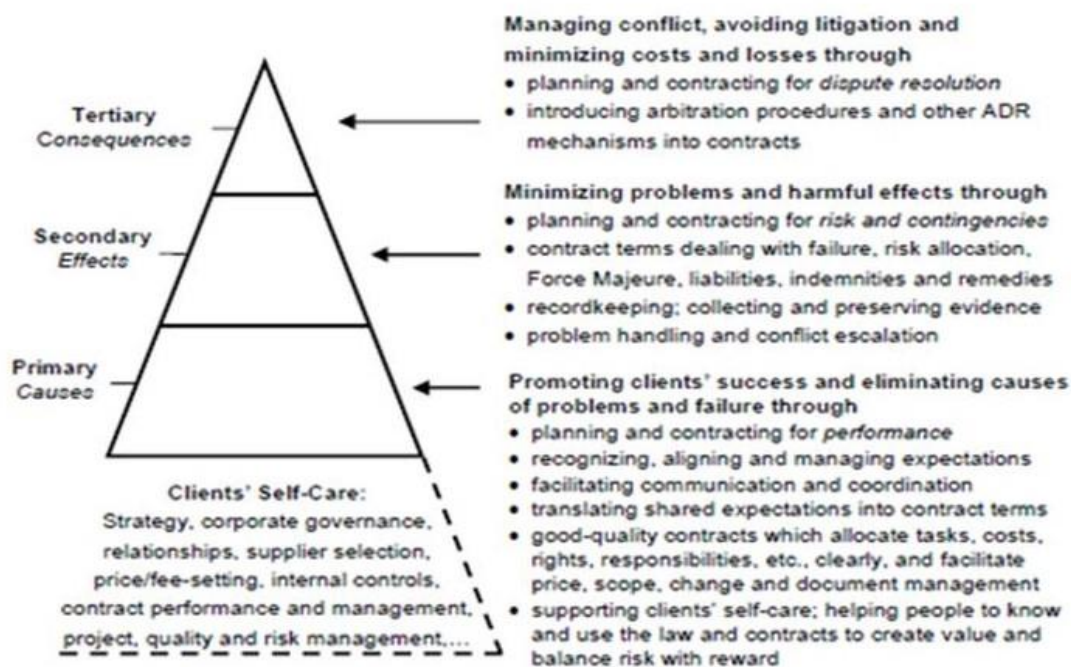 Managing conflict, avoiding litigation and
minimizing costs and losses through
• planning and contracting for dispute resolution
• introducing arbitration procedures and other ADR
mechanisms into contracts
Tertiary
Consequences
Minimizing problems and harmful effects through
• planning and contracting for risk and contingencies
• contract terms dealing with failure, risk allocation,
Force Majeure, liabilities, indemnities and remedies
• recordkeeping; collecting and preserving evidence
• problem handling and conflict escalation
Secondary
Effects
Primary
Causes
Promoting clients' success and eliminating causes
of problems and failure through
• planning and contracting for performance
• recognizing, aligning and managing expectations
• facilitating communication and coordination
• translating shared expectations into contract terms
• good-quality contracts which allocate tasks, costs,
rights, responsibilities, etc., clearly, and facilitate
price, scope, change and document management
• supporting clients' self-care; helping people to know
and use the law and contracts to create value and
balance risk with reward
Clients' Self-Care:
Strategy, corporate governance,
relationships, supplier selection,
price/fee-setting, internal controls,
contract performance and management,
project, quality and risk management,...